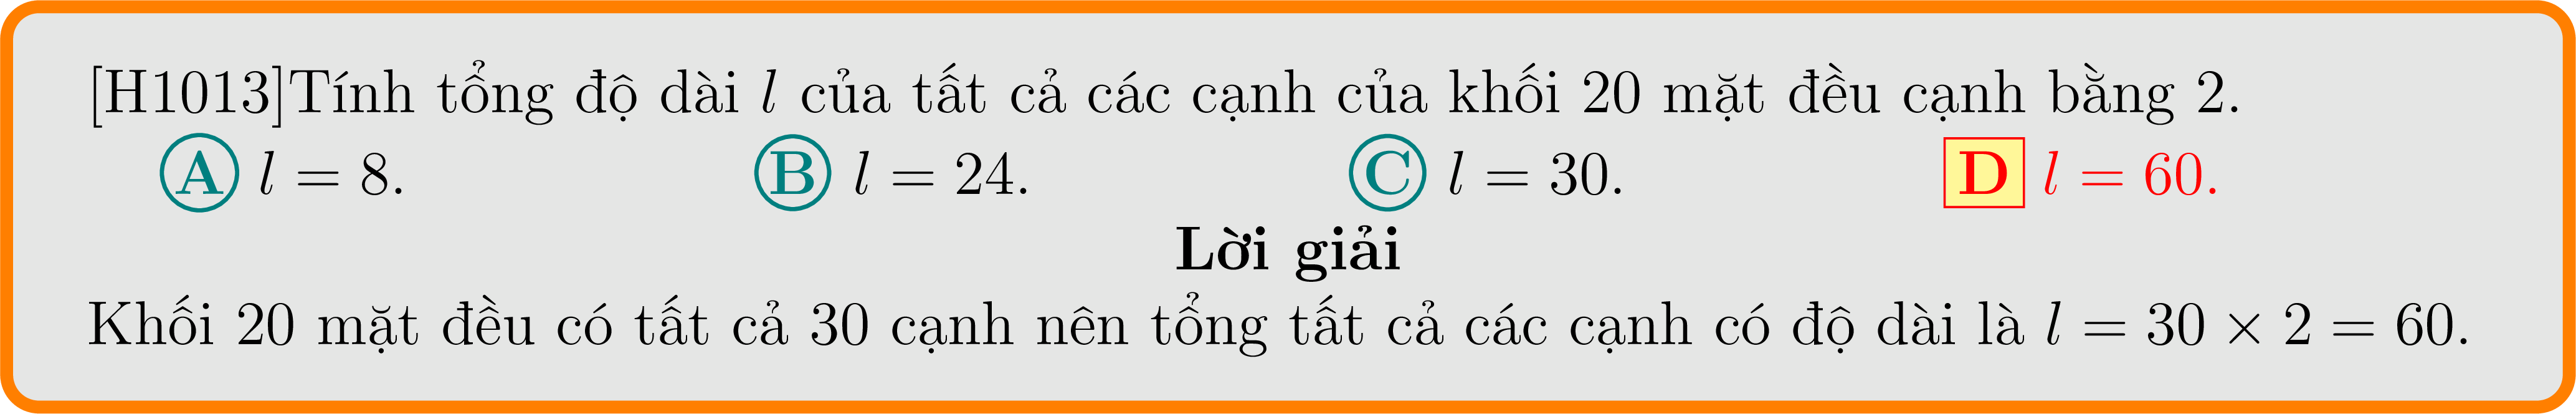 [H1013]Tính tổng độ dài l của tất cả các cạnh của khối 20 mặt đều cạnh bằng 2.
A l = 8. B l = 24. C l = 30. D l = 60.
Lời giải
Khối 20 mặt đều có tất cả 30 cạnh nên tổng tất cả các cạnh có độ dài là l = 30 × 2 = 60.